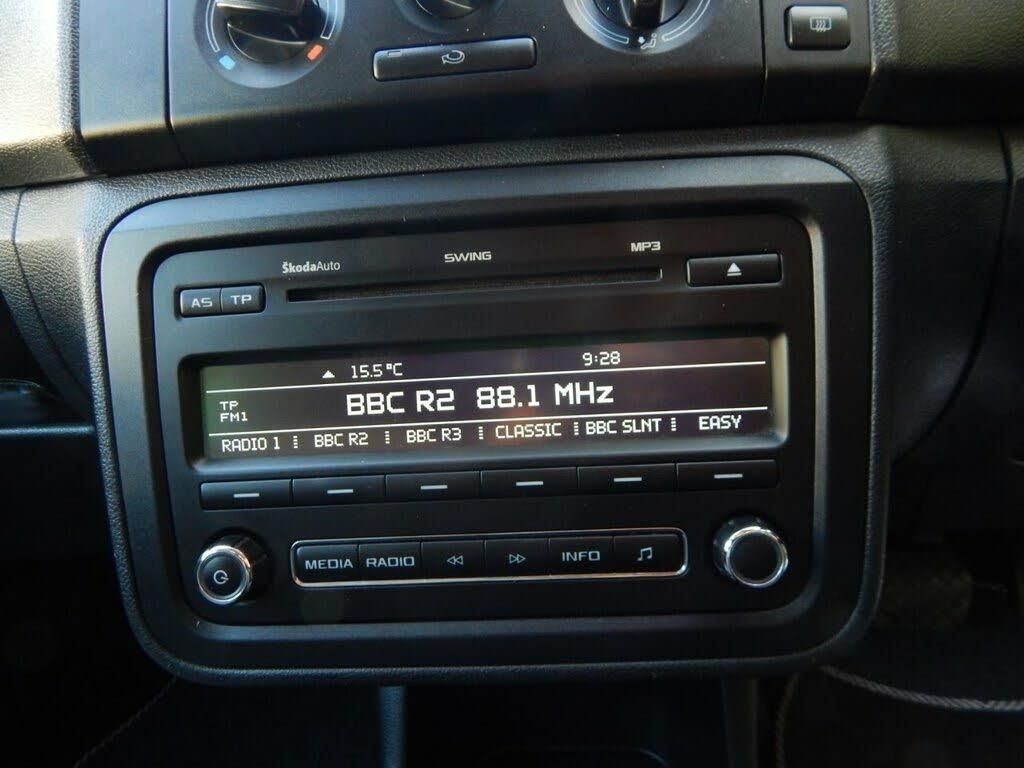 ŠkodaAuto SWING MP3
AS TP
15.5°C 9:28
TP
FM1
BBC R2 88.1 MHz
RADIO 1 BBC R2 BBC R3 CLASSIC BBC SLNT EASY
MEDIA RADIO INFO